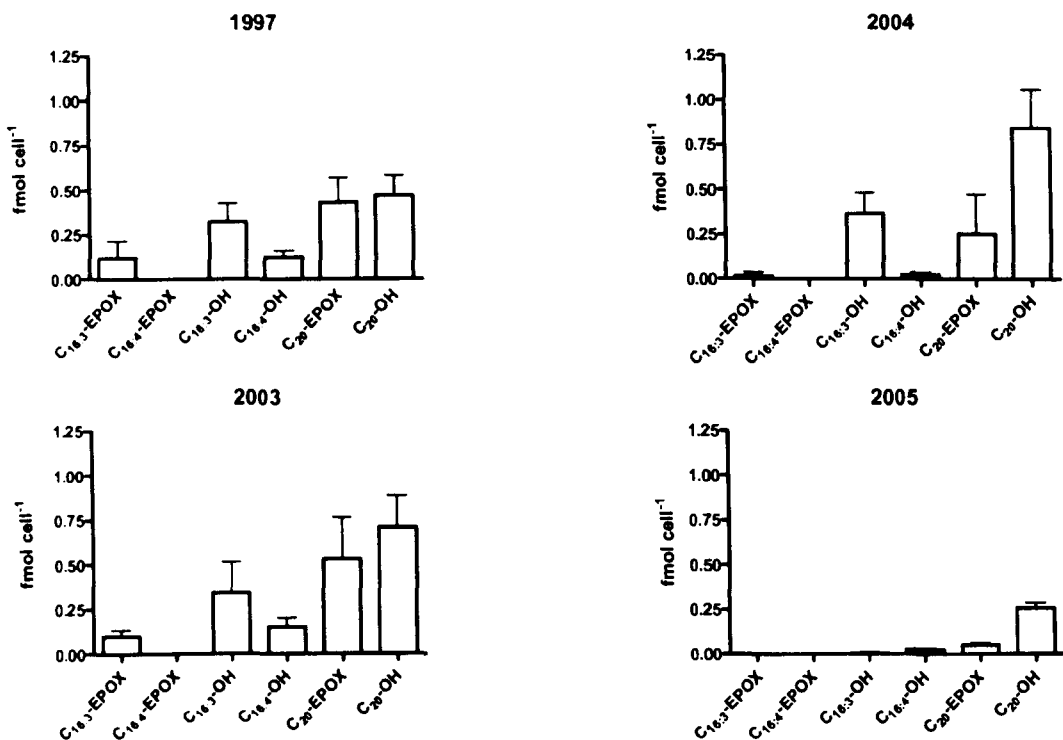 1997
1.25
1.00
0.75
0.50
0.25
0.00
fmol cell⁻¹
C₁₆:₃-EPOX
C₁₆:₄-EPOX
C₁₆:₃-OH
C₁₆:₄-OH
C₂₀-EPOX
C₂₀-OH
2004
1.25
1.00
0.75
0.50
0.25
0.00
fmol cell⁻¹
C₁₆:₃-EPOX
C₁₆:₄-EPOX
C₁₆:₃-OH
C₁₆:₄-OH
C₂₀-EPOX
C₂₀-OH
2003
1.25
1.00
0.75
0.50
0.25
0.00
fmol cell⁻¹
C₁₆:₃-EPOX
C₁₆:₄-EPOX
C₁₆:₃-OH
C₁₆:₄-OH
C₂₀-EPOX
C₂₀-OH
2005
1.25
1.00
0.75
0.50
0.25
0.00
fmol cell⁻¹
C₁₆:₃-EPOX
C₁₆:₄-EPOX
C₁₆:₃-OH
C₁₆:₄-OH
C₂₀-EPOX
C₂₀-OH